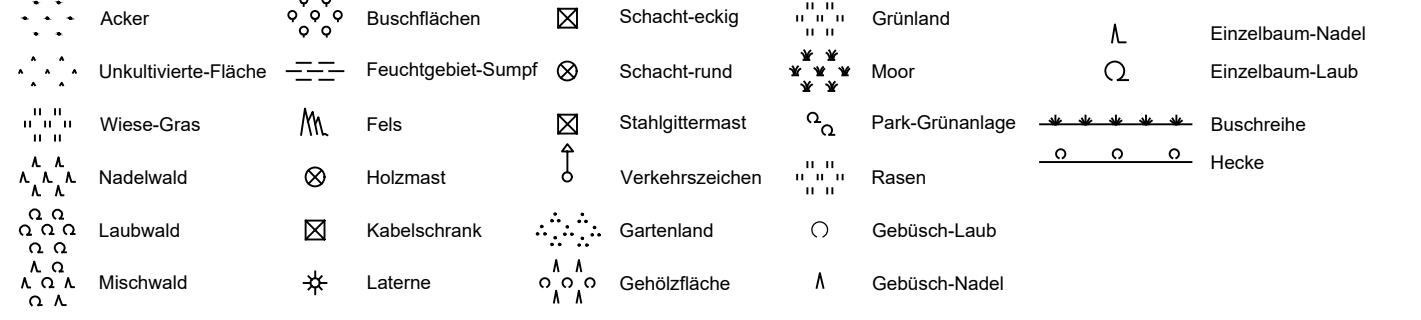 Acker
Unkultivierte-Fläche
Wiese-Gras
Nadelwald
Laubwald
Mischwald
Buschflächen
Feuchtgebiet-Sumpf
Fels
Holzmast
Kabelschrank
Laterne
Schacht-eckig
Schacht-rund
Stahlgittermast
Verkehrszeichen
Gartenland
Gehölzfläche
Grünland
Moor
Park-Grünanlage
Rasen
Gebüsch-Laub
Gebüsch-Nadel
Einzelbaum-Nadel
Einzelbaum-Laub
Buschreihe
Hecke